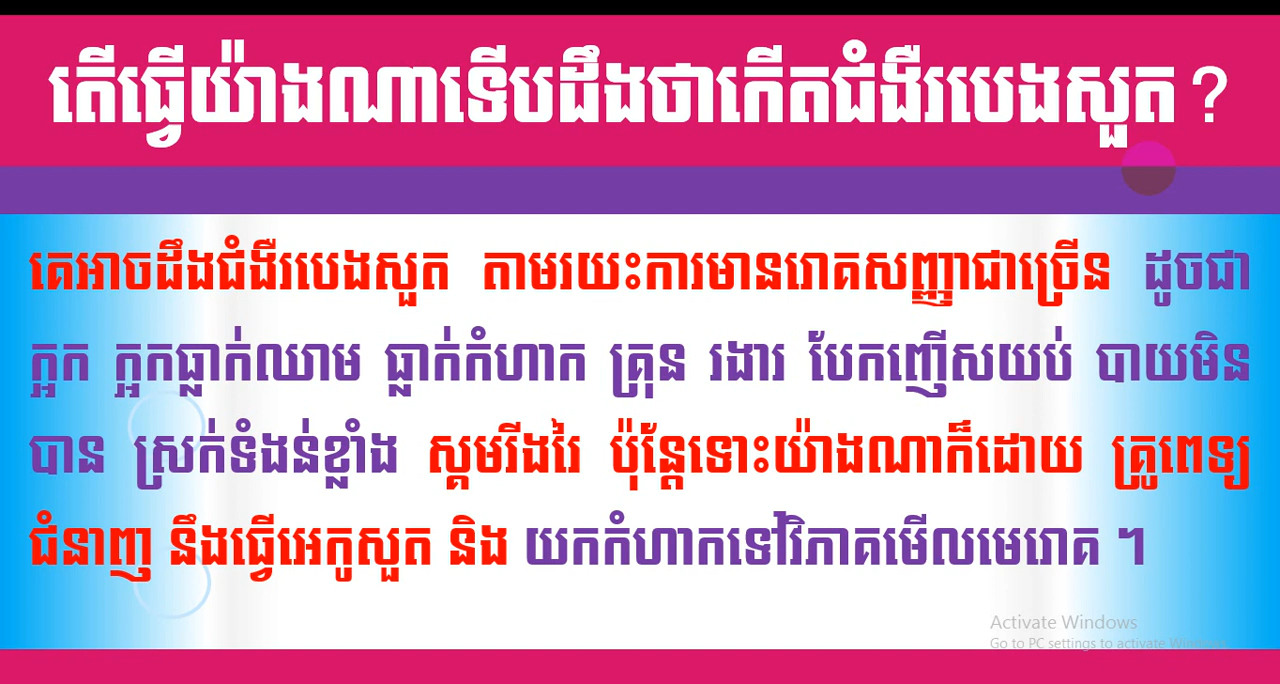 តើធ្វើយ៉ាងណាទើបដឹងថាកើតជំងឺរបេងសួត ?
គេអាចដឹងជំងឺរបេងសួត តាមរយះការមានរោគសញ្ញាជាច្រើន ដូចជា
ក្អក ក្អកធ្លាក់ឈាម ធ្លាក់កំហាក គ្រុន រងារ បែកញើសយប់ បាយមិន
បាន ស្រក់ទំងន់ខ្លាំង ស្គមរីងរៃ ប៉ុន្តែទោះយ៉ាងណាក៏ដោយ គ្រូពេទ្យ
ជំនាញ នឹងធ្វើអេកូសួត និង យកកំហាកទៅវិភាគមើលមេរោគ ។
Activate Windows
Go to PC settings to activate Windows.